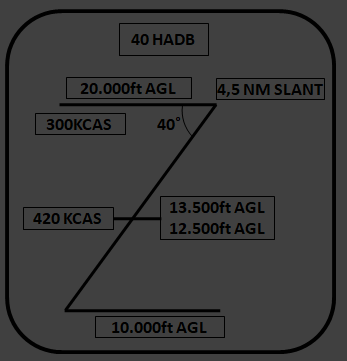 40 HADB
20.000ft AGL
4,5 NM SLANT
300KCAS
40°
13.500ft AGL
420 KCAS
12.500ft AGL
10.000ft AGL